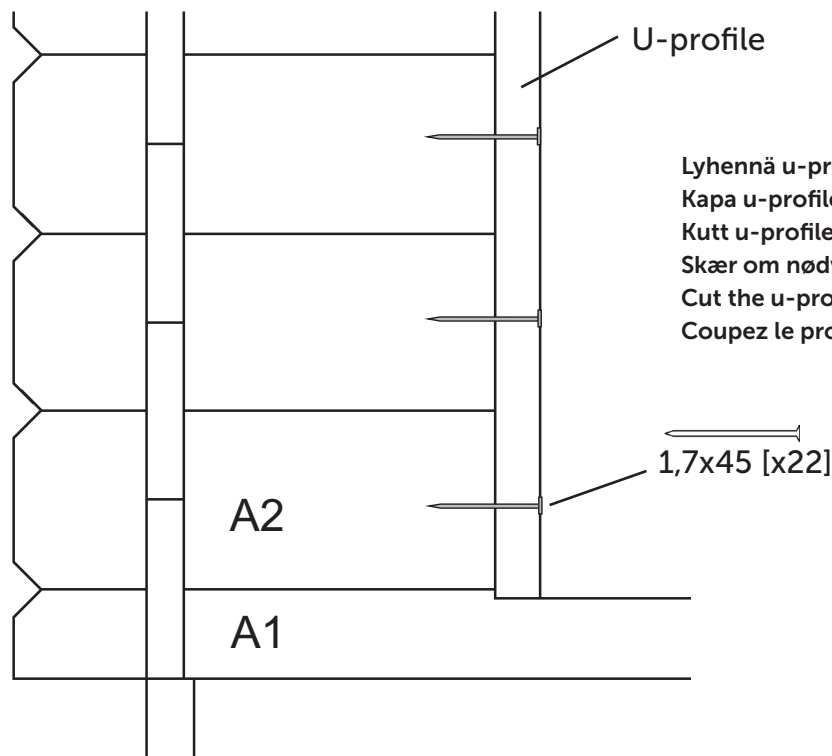 U-profile
Lyhennä u-pr
Kapa u-profile
Kutt u-profile
Skær om nødv
Cut the u-pro
Coupez le pro
1,7x45 [x22]
A2
A1